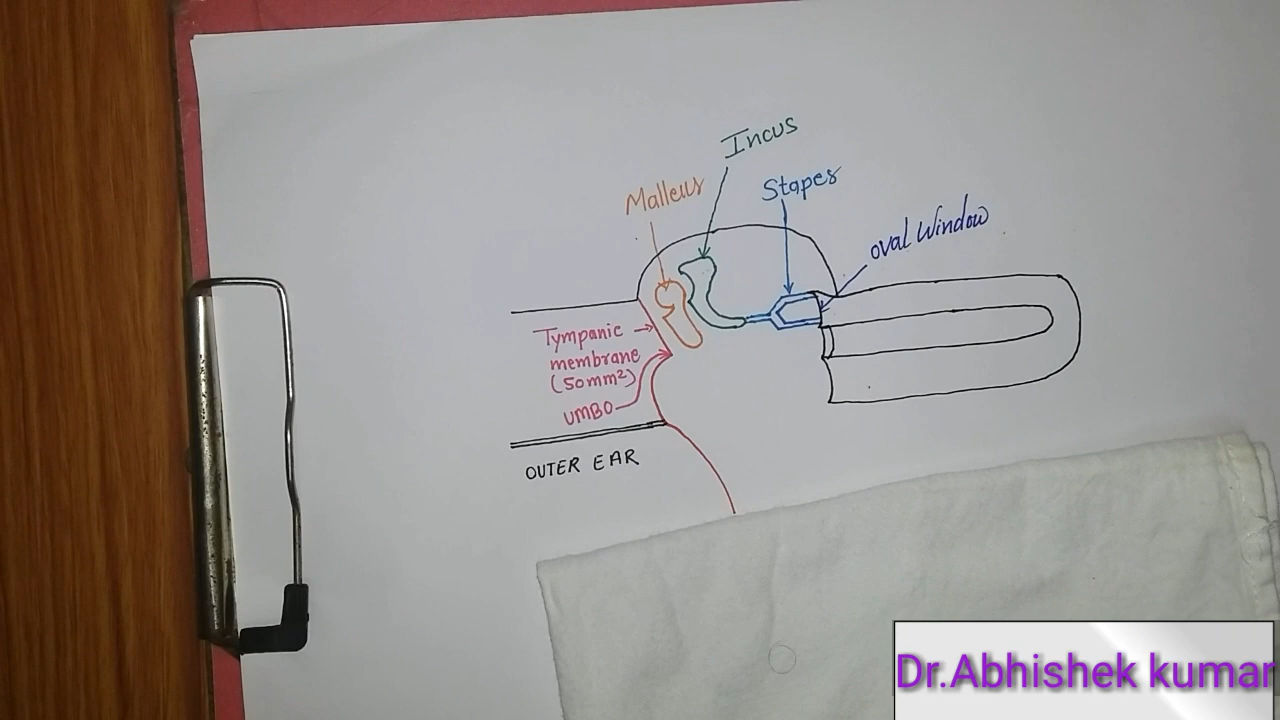 Incus
Malleus
Stapes
oval window
Tympanic
membrane
(50mm²)
UMBO
OUTER EAR
Dr.Abhishek kumar